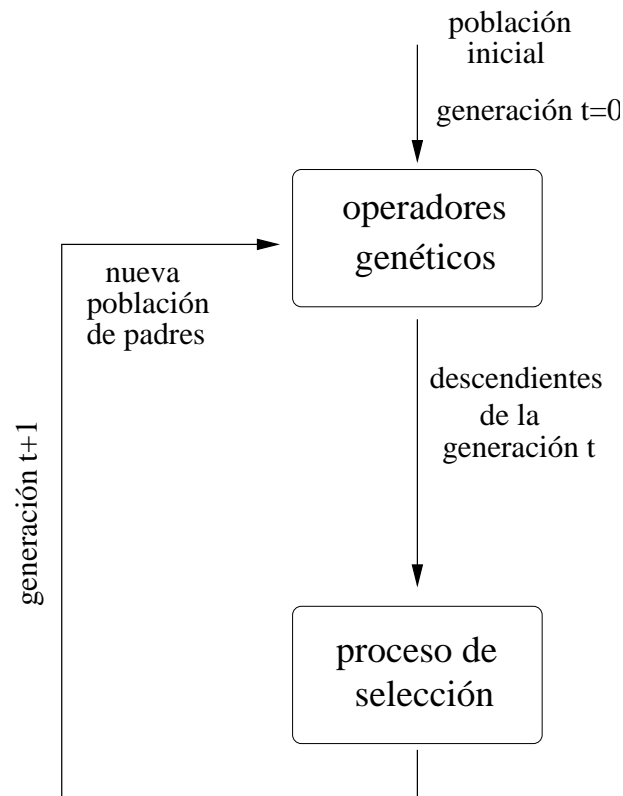 población
inicial
generación t=0
operadores
genéticos
nueva
población
de padres
descendientes
de la
generación t
generación t+1
proceso de
selección